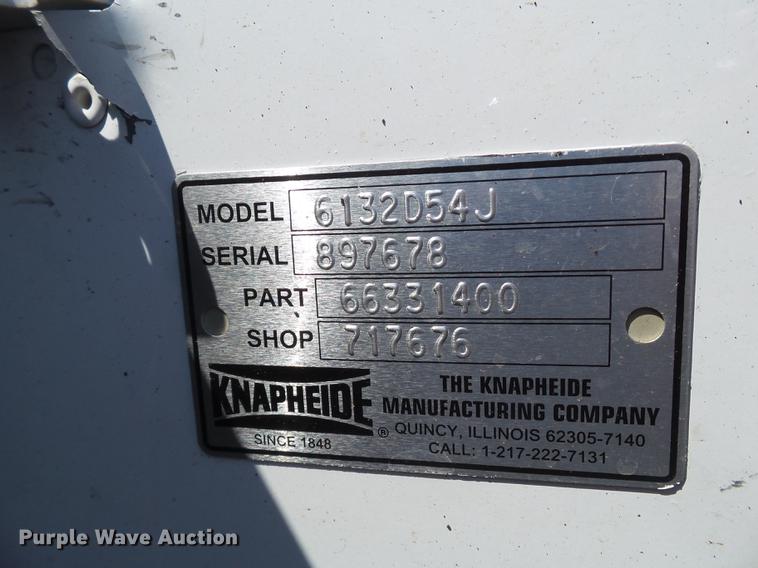 MODEL 6132D54J
SERIAL 897678
PART 66331400
SHOP 717676
KNAPHEIDE ®
SINCE 1848
THE KNAPHEIDE
MANUFACTURING COMPANY
QUINCY, ILLINOIS 62305-7140
CALL: 1-217-222-7131
Purple Wave Auction